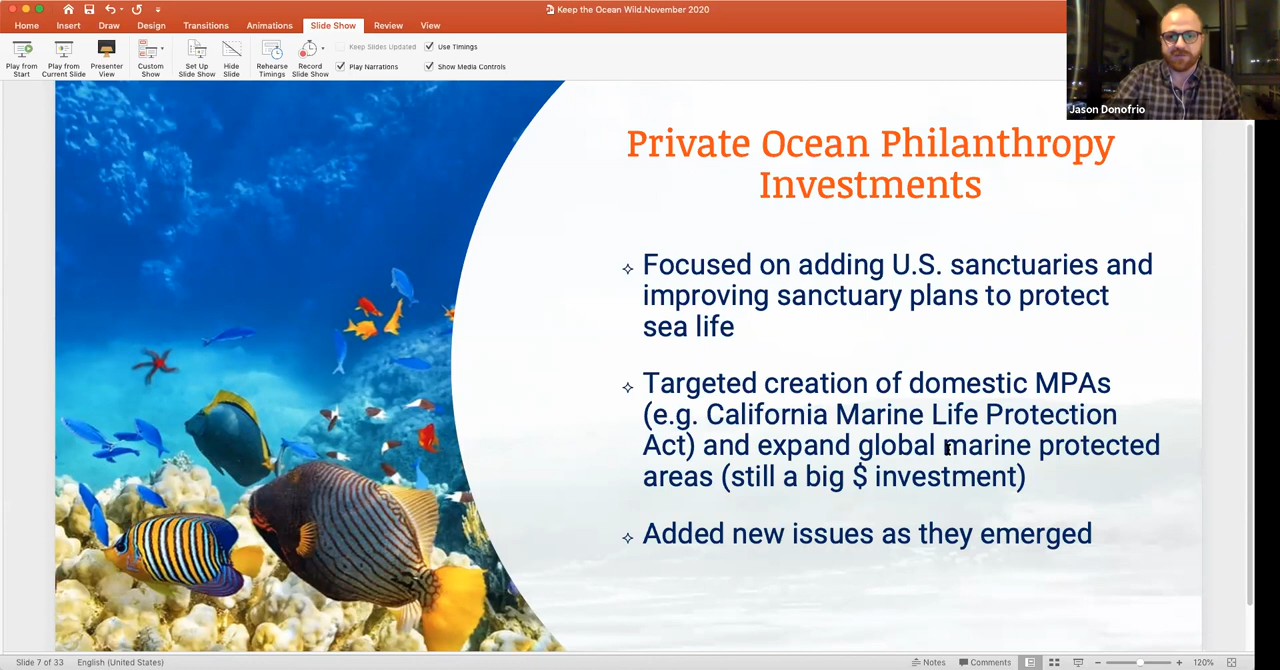 Keep the Ocean Wild.November 2020
Home Insert Draw Design Transitions Animations Slide Show Review View
Play from Start
Play from Current Slide
Presenter View
Custom Show
Set Up Slide Show
Hide Slide
Rehearse Timings
Record Slide Show
Keep Slides Updated
Use Timings
Play Narrations
Show Media Controls
Jason Donofrio
Private Ocean Philanthropy
Investments
Focused on adding U.S. sanctuaries and
improving sanctuary plans to protect
sea life
Targeted creation of domestic MPAs
(e.g. California Marine Life Protection
Act) and expand global marine protected
areas (still a big $ investment)
Added new issues as they emerged
Slide 7 of 33 English (United States) Notes Comments 120%